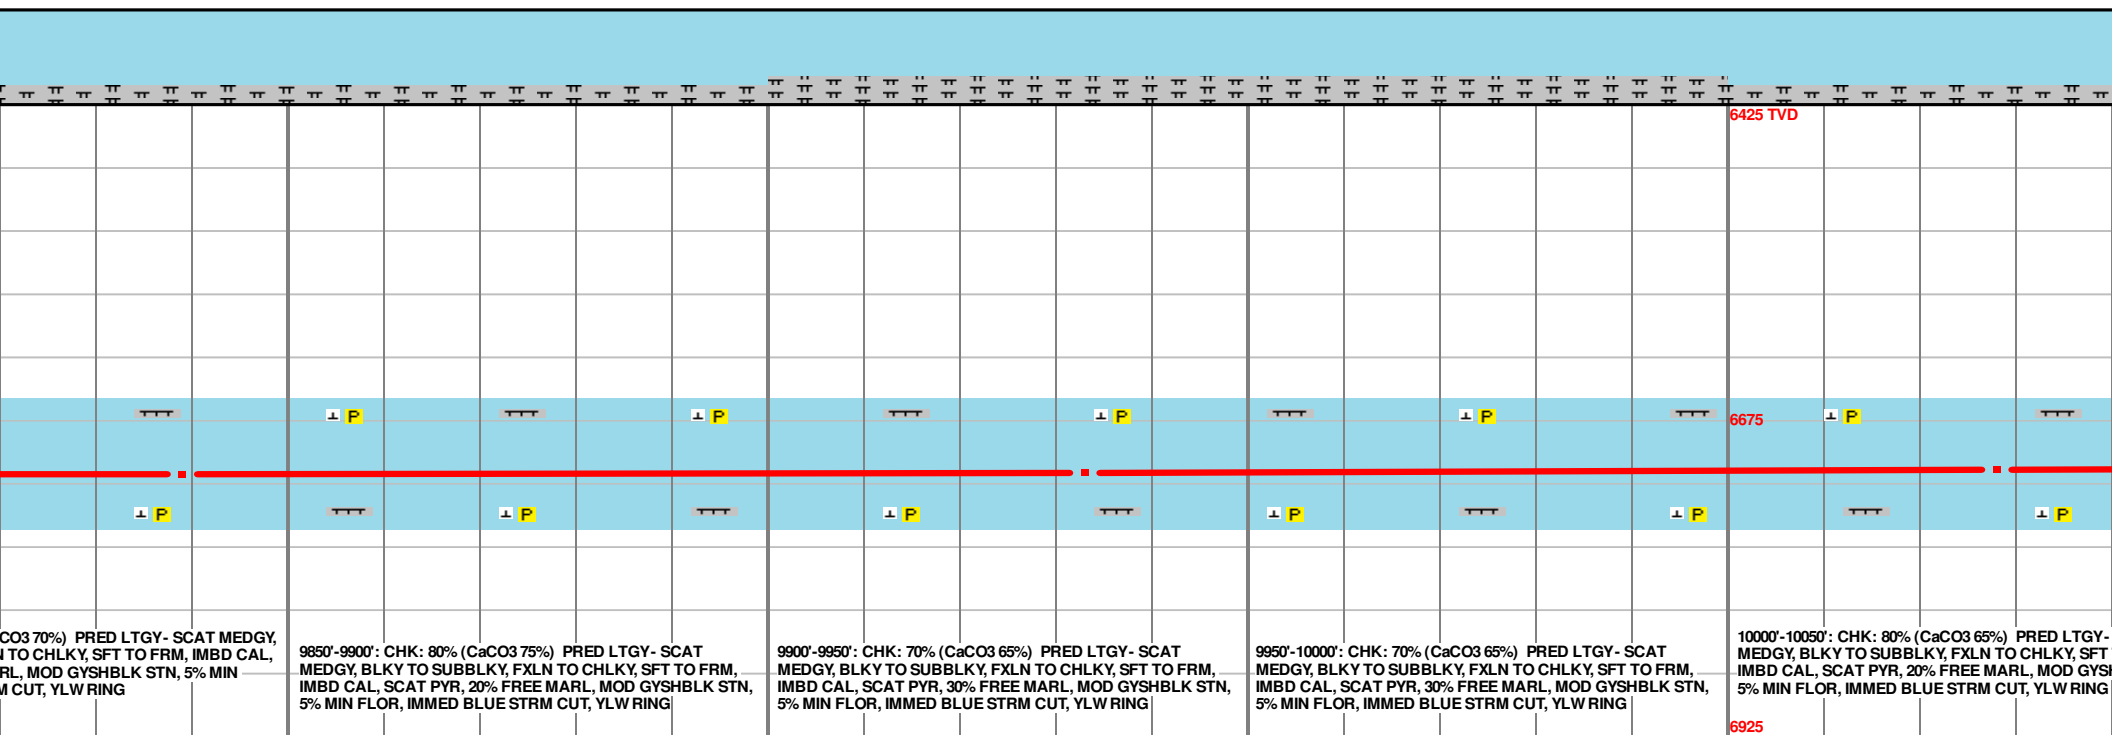 6425 TVD
P P P P P
6675
P P P P P
CO3 70%) PRED LTGY- SCAT MEDGY,
TO CHLKY, SFT TO FRM, IMBD CAL,
RL, MOD GYSHBLK STN, 5% MIN
CUT, YLW RING
9850'-9900': CHK: 80% (CaCO3 75%) PRED LTGY- SCAT
MEDGY, BLKY TO SUBBLKY, FXLN TO CHLKY, SFT TO FRM,
IMBD CAL, SCAT PYR, 20% FREE MARL, MOD GYSHBLK STN,
5% MIN FLOR, IMMED BLUE STRM CUT, YLW RING
9900'-9950': CHK: 70% (CaCO3 65%) PRED LTGY- SCAT
MEDGY, BLKY TO SUBBLKY, FXLN TO CHLKY, SFT TO FRM,
IMBD CAL, SCAT PYR, 30% FREE MARL, MOD GYSHBLK STN,
5% MIN FLOR, IMMED BLUE STRM CUT, YLW RING
9950'-10000': CHK: 70% (CaCO3 65%) PRED LTGY- SCAT
MEDGY, BLKY TO SUBBLKY, FXLN TO CHLKY, SFT TO FRM,
IMBD CAL, SCAT PYR, 30% FREE MARL, MOD GYSHBLK STN,
5% MIN FLOR, IMMED BLUE STRM CUT, YLW RING
10000'-10050': CHK: 80% (CaCO3 65%) PRED LTGY-
MEDGY, BLKY TO SUBBLKY, FXLN TO CHLKY, SFT
IMBD CAL, SCAT PYR, 20% FREE MARL, MOD GYS
5% MIN FLOR, IMMED BLUE STRM CUT, YLW RING
6925